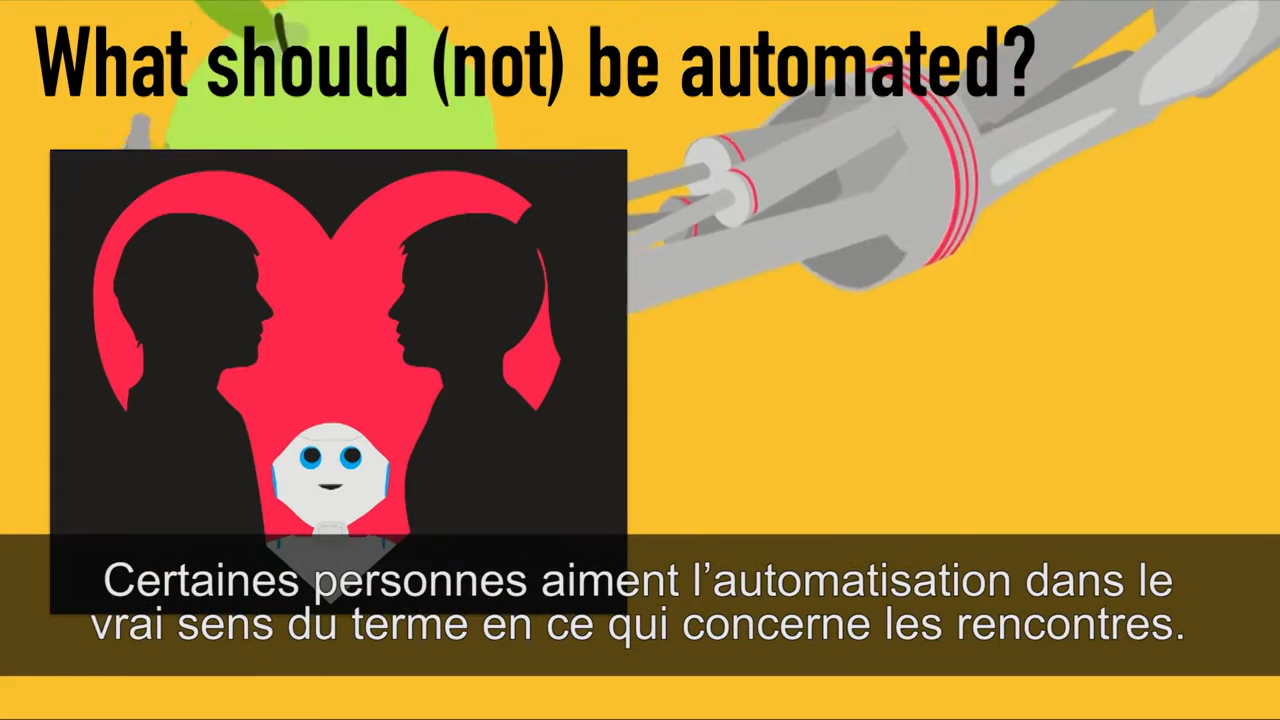 What should (not) be automated?
Certaines personnes aiment l’automatisation dans le
vrai sens du terme en ce qui concerne les rencontres.